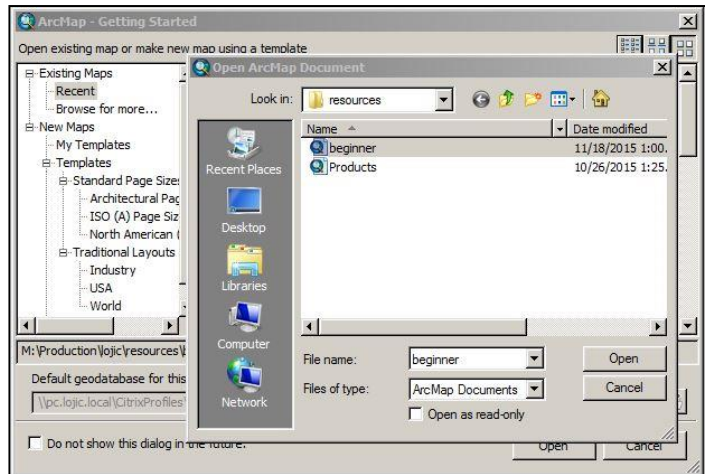 ArcMap - Getting Started
Open existing map or make new map using a template
Existing Maps
Recent
Browse for more...
New Maps
My Templates
Templates
Standard Page Sizes
Architectural Pag
ISO (A) Page Siz
North American (
Traditional Layouts
Industry
USA
World
M:\Production\lojic\resources\
Default geodatabase for this
\\pc.lojic.local\CitrixProfiles
Do not show this dialog in the future.
Open Cancel
Open ArcMap Document
Look in: resources
Name Date modified
beginner 11/18/2015 1:00.
Products 10/26/2015 1:25.
Recent Places
Desktop
Libraries
Computer
Network
File name: beginner Open
Files of type: ArcMap Documents Cancel
Open as read-only